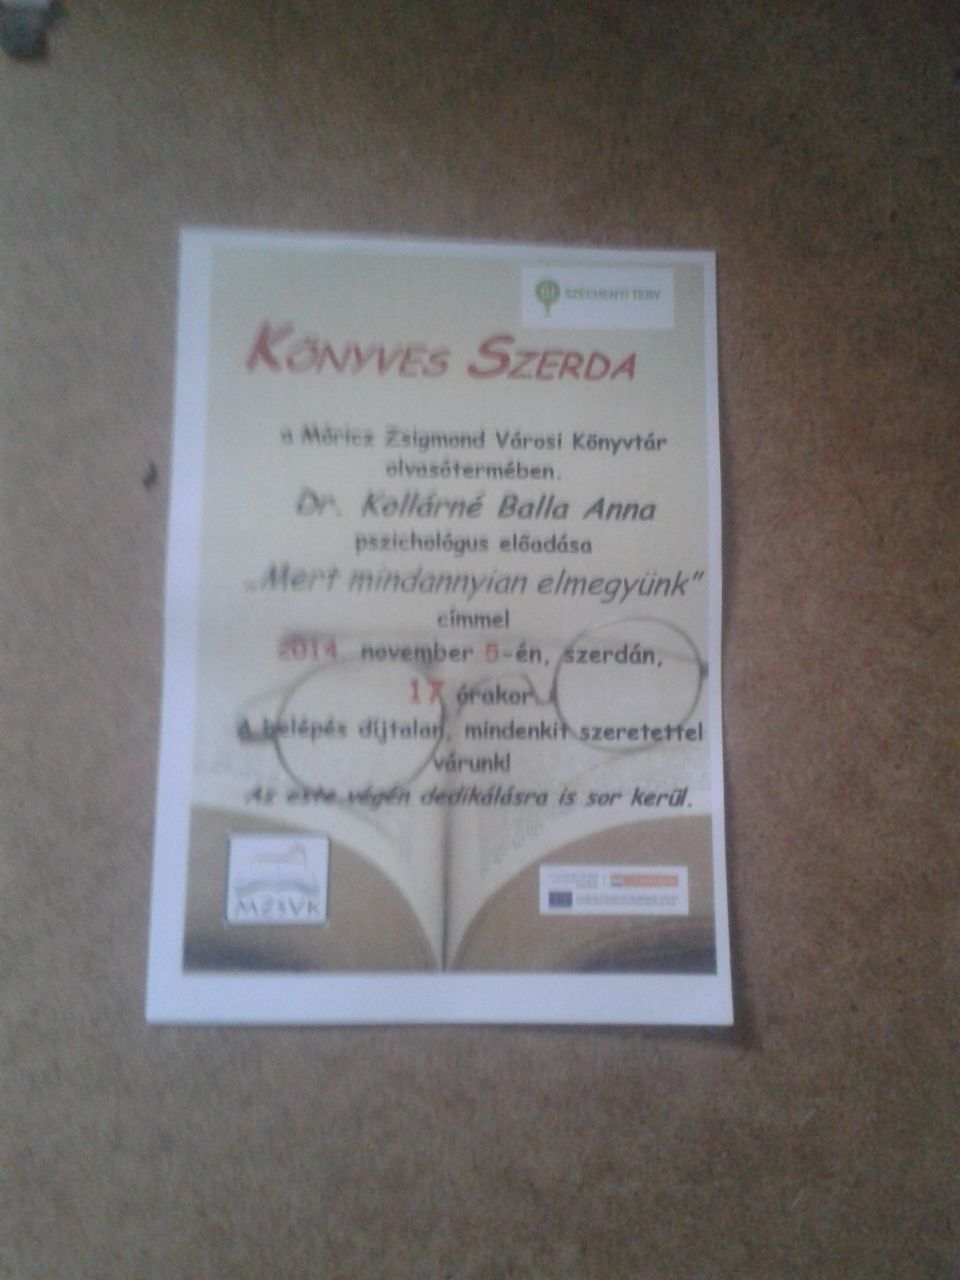 SZÉCHENYI TERV
KÖNYVES SZERDA
a Móricz Zsigmond Városi Könyvtár
olvasótermében.
Dr. Kollárné Balla Anna
pszichológus előadása
„Mert mindannyian elmegyünk”
címmel
2014 november 5-én, szerdán,
17 órakor.
A belépés díjtalan, mindenkit szeretettel
várunk!
Az este végén dedikálásra is sor kerül.
MZSVK